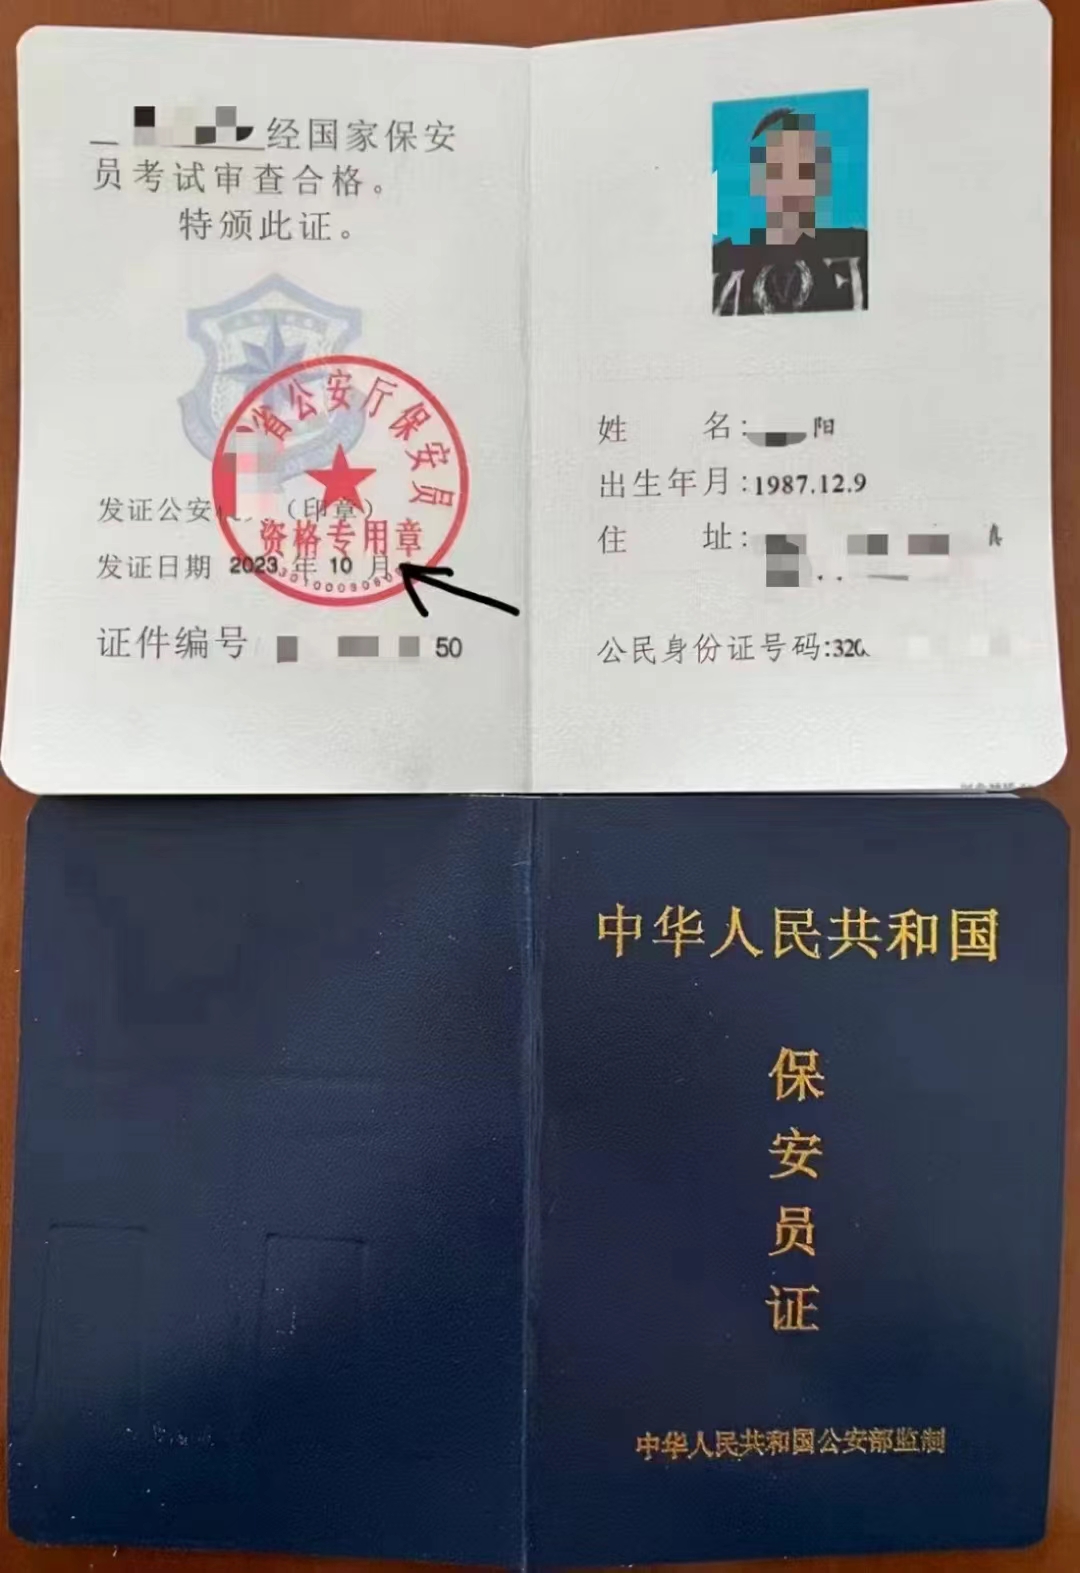 经国家保安
员考试审查合格。
特颁此证。
省公安厅保安员
资格专用章
发证公安
（印章）
发证日期 2023 年 10 月
证件编号 50
姓 名： 阳
出生年月：1987.12.9
住 址：
公民身份证号码:320
中华人民共和国
保
安
员
证
中华人民共和国公安部监制